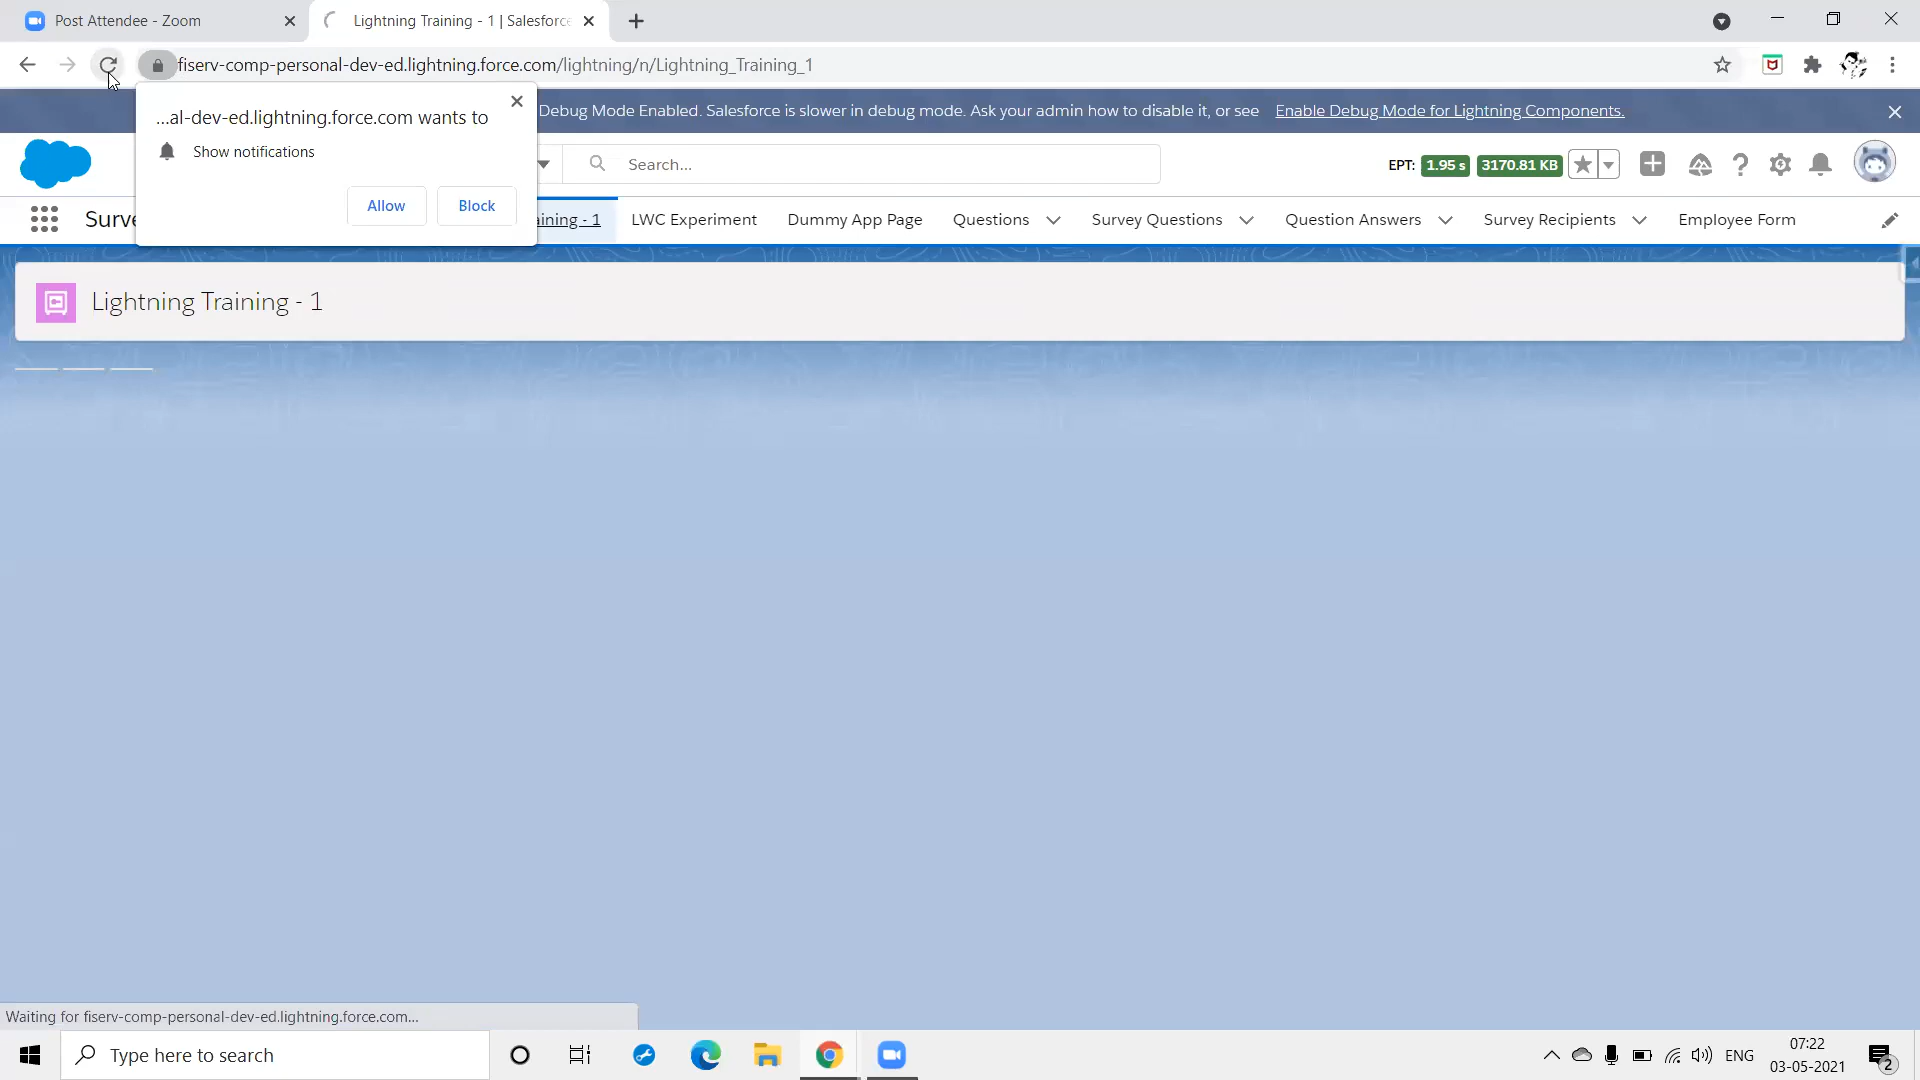 Post Attendee - Zoom
Lightning Training - 1 | Salesforce
fiserv-comp-personal-dev-ed.lightning.force.com/lightning/n/Lightning_Training_1
...al-dev-ed.lightning.force.com wants to
Show notifications
Allow
Block
Debug Mode Enabled. Salesforce is slower in debug mode. Ask your admin how to disable it, or see Enable Debug Mode for Lightning Components.
Search...
EPT: 1.95 s 3170.81 KB
Surve
aining - 1
LWC Experiment
Dummy App Page
Questions
Survey Questions
Question Answers
Survey Recipients
Employee Form
Lightning Training - 1
Waiting for fiserv-comp-personal-dev-ed.lightning.force.com...
Type here to search
ENG
07:22
03-05-2021
2